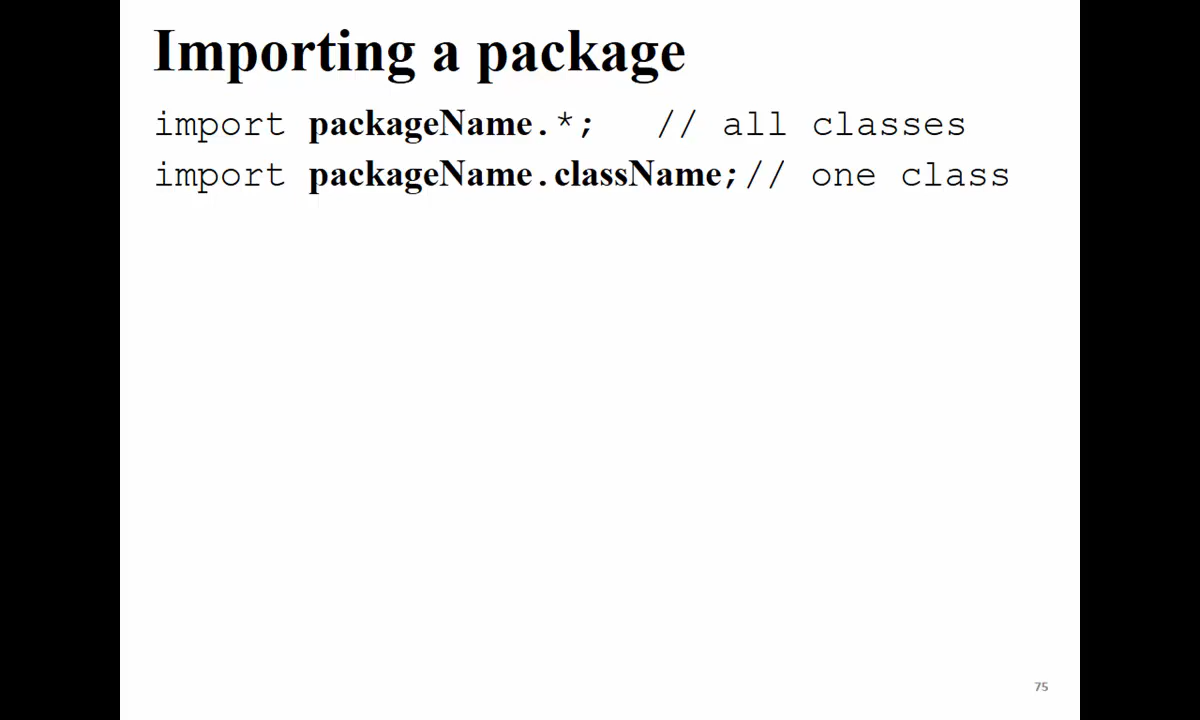 Importing a package
import packageName.*;   // all classes
import packageName.className;// one class
75